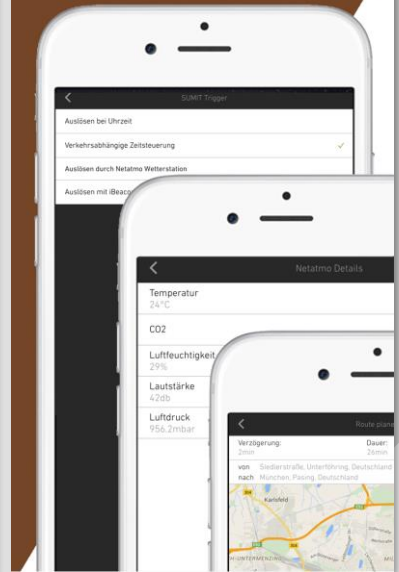 SUMIT Trigger
Auslösen bei Uhrzeit
Verkehrsabhängige Zeitsteuerung
Auslösen durch Netatmo Wetterstation
Auslösen mit iBeaco
Netatmo Details
Temperatur
24°C
CO2
Luftfeuchtigkeit
29%
Lautstärke
42db
Luftdruck
956.2mbar
Route plane
Verzögerung: Dauer:
2min 26min
von Siedlerstraße, Unterföhring, Deutschland
nach München, Pasing, Deutschland
Karlsfeld